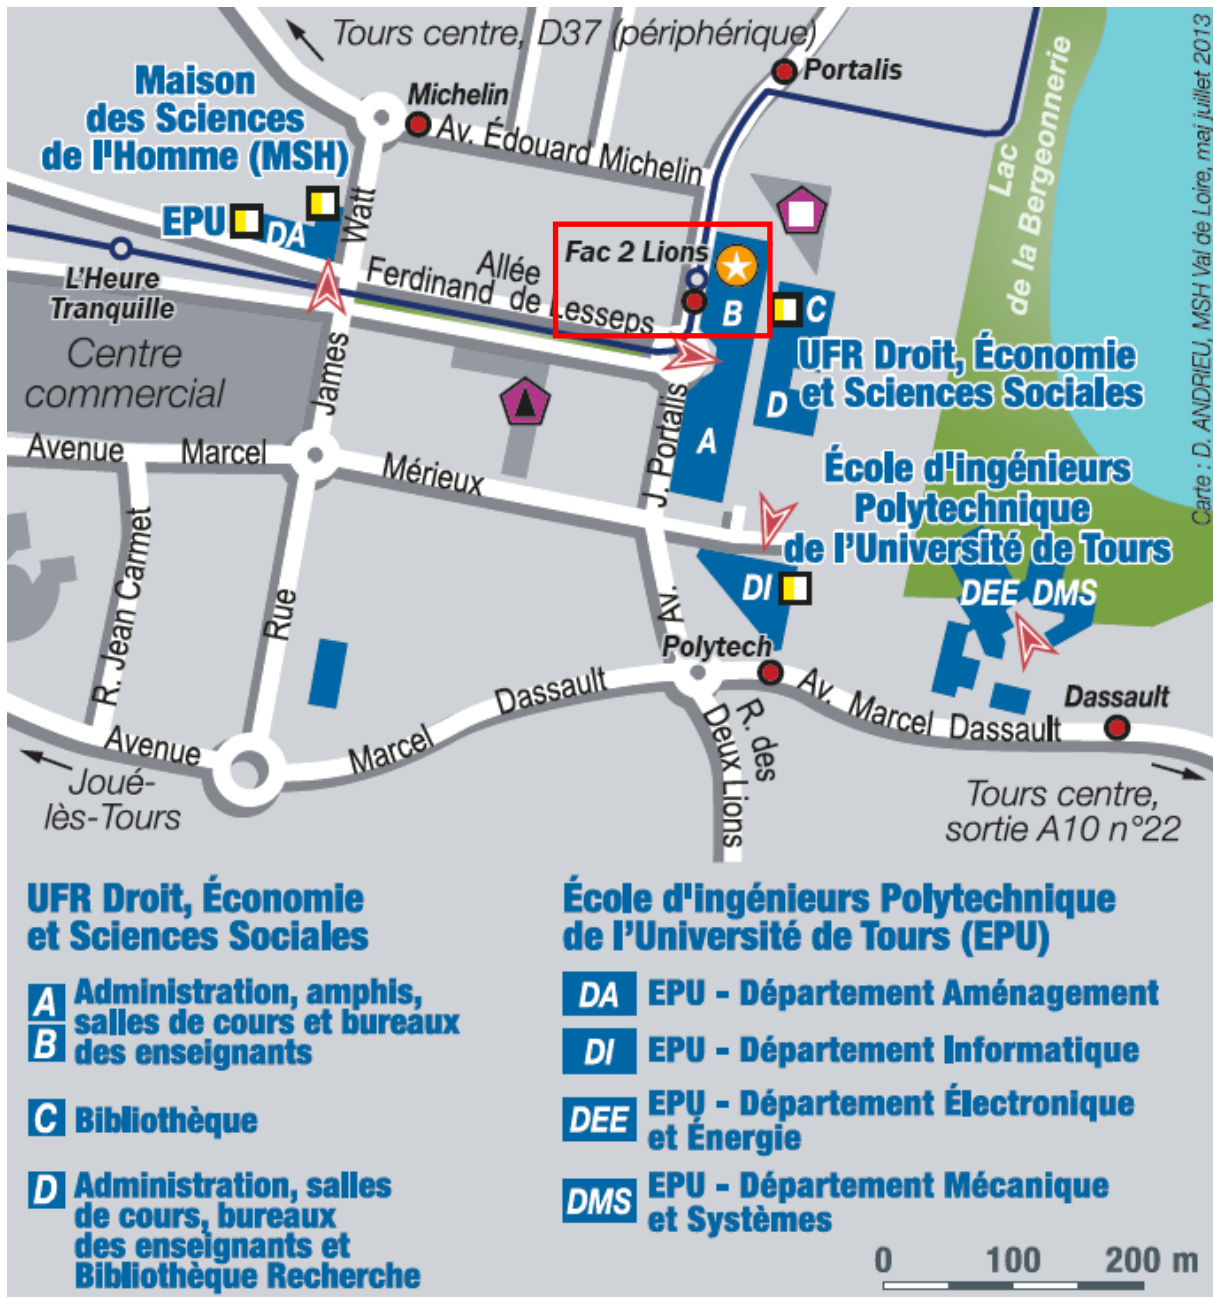 Tours centre, D37 (périphérique)
Portalis
Maison
des Sciences
de l'Homme (MSH)
Michelin
Av. Édouard Michelin
Lac
de la Bergeonnerie
Carte : D. ANDRIEU, MSH Val de Loire, mai juillet 2013
EPU
DA
Watt
L'Heure
Tranquille
Allée
Ferdinand de Lesseps
Fac 2 Lions
B
C
Centre
commercial
James
UFR Droit, Économie
et Sciences Sociales
D
A
J. Portalis
Avenue Marcel Mérieux
École d'ingénieurs
Polytechnique
de l'Université de Tours
R. Jean Carmet
Rue
Av.
DI
DEE DMS
Polytech
Dassault
Avenue Marcel Dassault
Av. Marcel Dassault
R. des
Deux Lions
Joué-
lès-Tours
Tours centre,
sortie A10 n°22
UFR Droit, Économie
et Sciences Sociales
A Administration, amphis,
salles de cours et bureaux
B des enseignants
C Bibliothèque
D Administration, salles
de cours, bureaux
des enseignants et
Bibliothèque Recherche
École d'ingénieurs Polytechnique
de l'Université de Tours (EPU)
DA EPU - Département Aménagement
DI EPU - Département Informatique
DEE EPU - Département Électronique
et Énergie
DMS EPU - Département Mécanique
et Systèmes
0 100 200 m